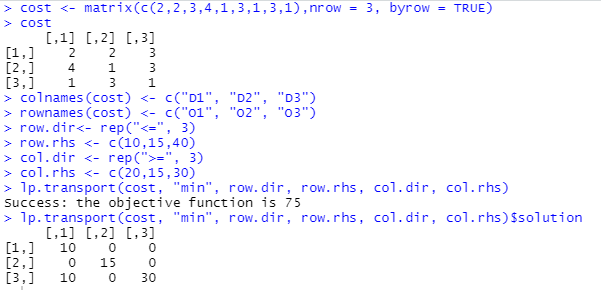 > cost <- matrix(c(2,2,3,4,1,3,1,3,1),nrow = 3, byrow = TRUE)
> cost
     [,1] [,2] [,3]
[1,]    2    2    3
[2,]    4    1    3
[3,]    1    3    1
> colnames(cost) <- c("D1", "D2", "D3")
> rownames(cost) <- c("O1", "O2", "O3")
> row.dir<- rep("<=", 3)
> row.rhs <- c(10,15,40)
> col.dir <- rep(">=", 3)
> col.rhs <- c(20,15,30)
> lp.transport(cost, "min", row.dir, row.rhs, col.dir, col.rhs)
Success: the objective function is 75
> lp.transport(cost, "min", row.dir, row.rhs, col.dir, col.rhs)$solution
     [,1] [,2] [,3]
[1,]   10    0    0
[2,]    0   15    0
[3,]   10    0   30